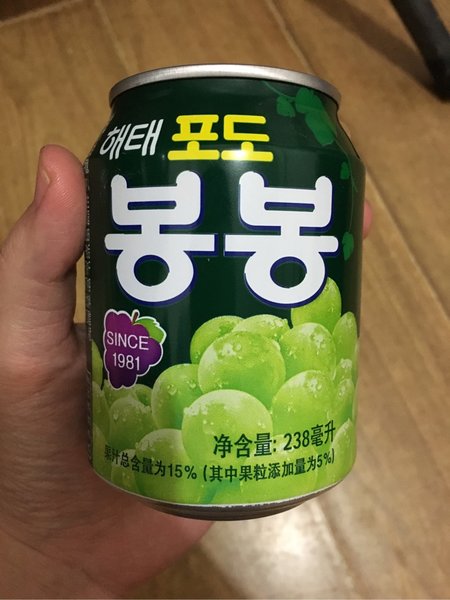 해태 포도
봉봉
SINCE
1981
净含量: 238毫升
果汁总含量为15% (其中果粒添加量为5%)